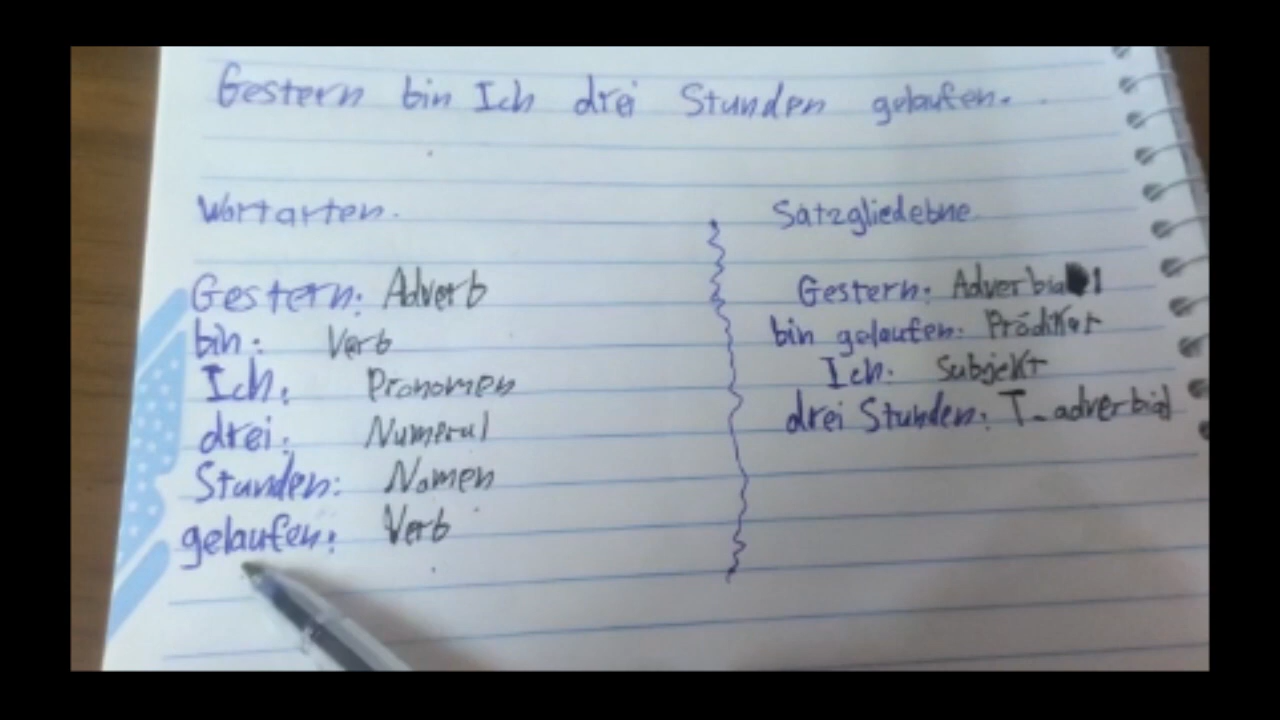 Gestern bin Ich drei Stunden gelaufen.
Wortarten.
Gestern: Adverb
bin: Verb
Ich: Pronomen
drei: Numeral
Stunden: Nomen
gelaufen: Verb
Satzgliedebne
Gestern: Adverbial
bin gelaufen: Prädikat
Ich: Subjekt
drei Stunden: T_adverbial